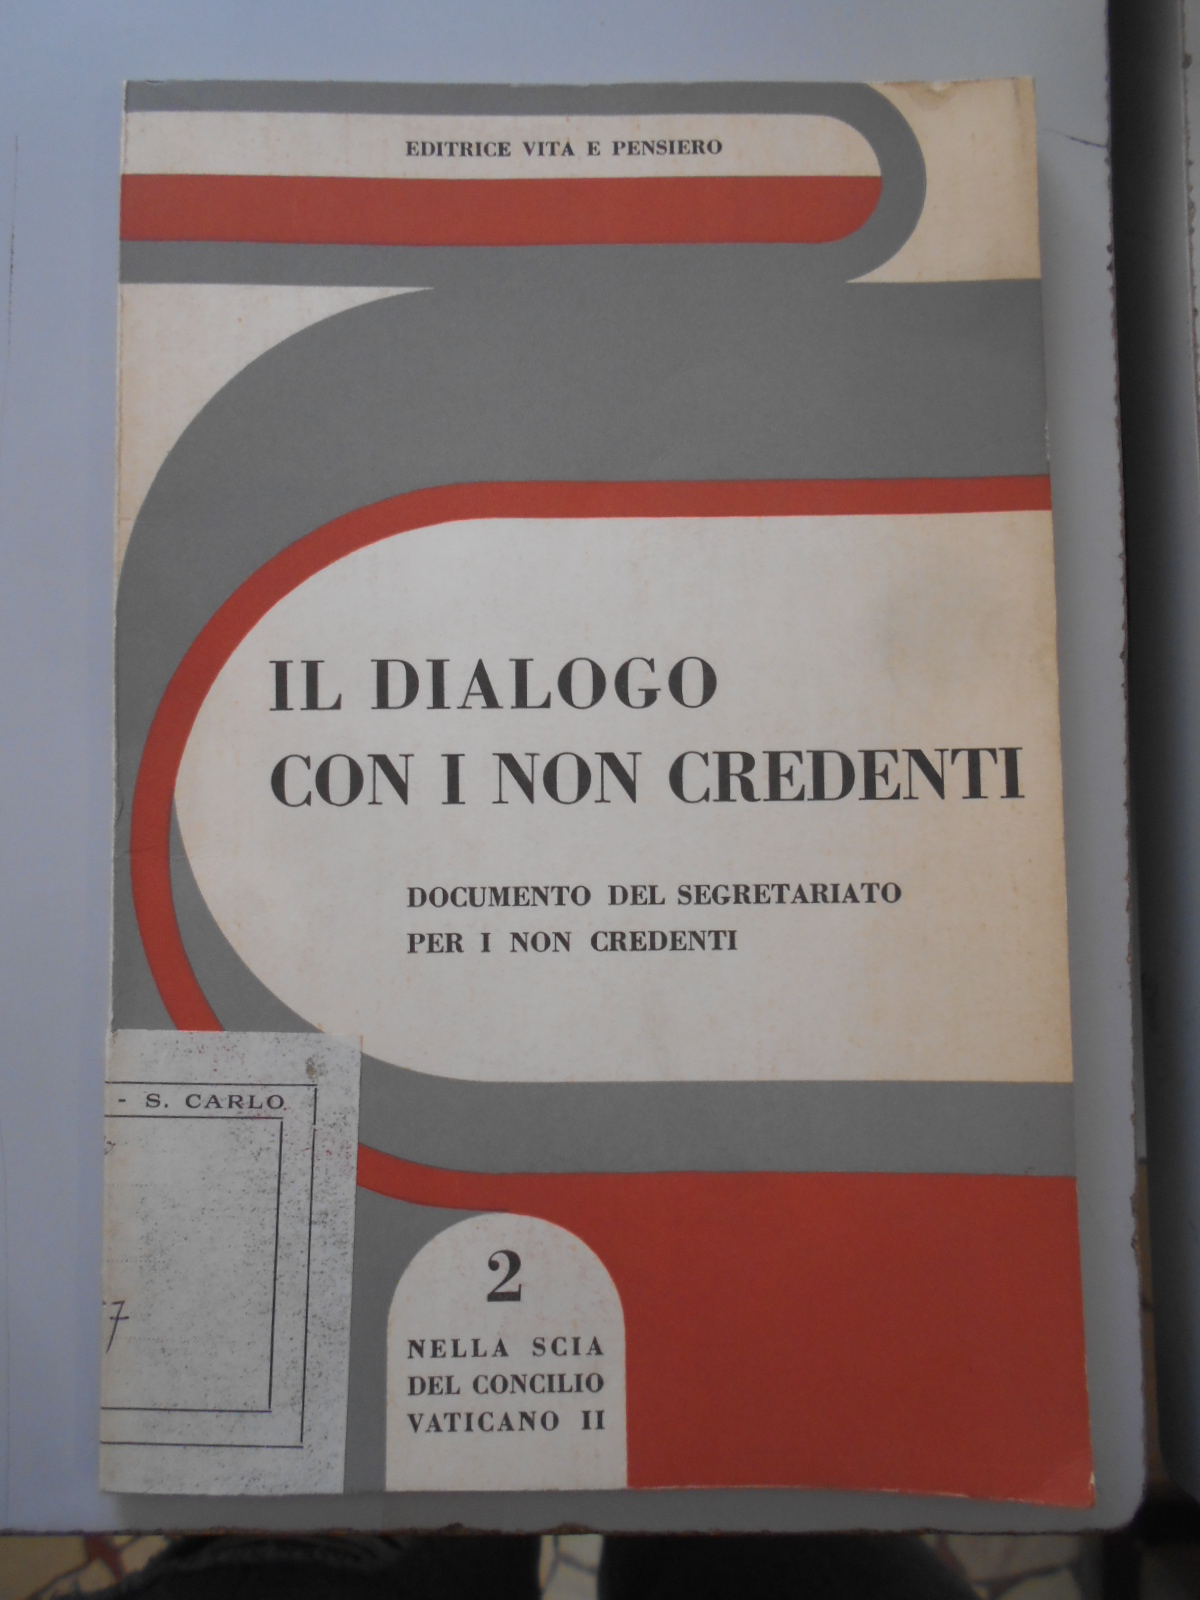 EDITRICE VITA E PENSIERO
IL DIALOGO
CON I NON CREDENTI
DOCUMENTO DEL SEGRETARIATO
PER I NON CREDENTI
- S. CARLO
7
2
NELLA SCIA
DEL CONCILIO
VATICANO II